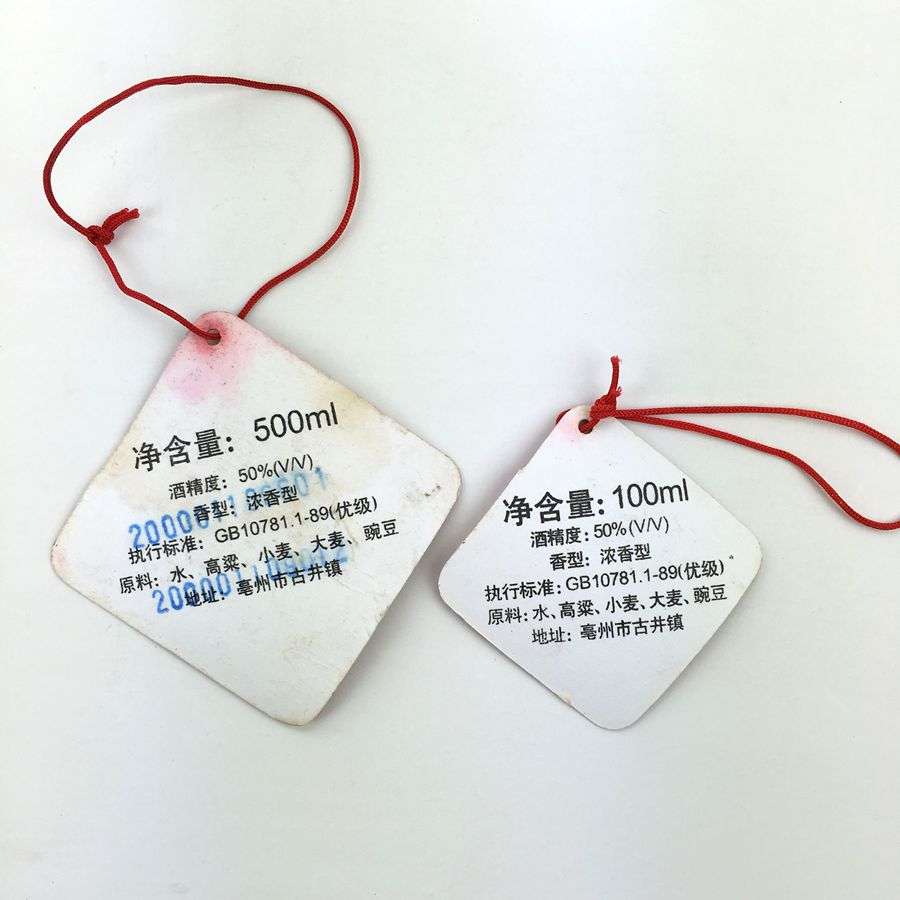 净含量：500ml
酒精度：50%(V/V)
香型：浓香型
执行标准：GB10781.1-89(优级)
原料：水、高粱、小麦、大麦、豌豆
地址：亳州市古井镇
净含量：100ml
酒精度：50%(V/V)
香型：浓香型
执行标准：GB10781.1-89(优级)
原料：水、高粱、小麦、大麦、豌豆
地址：亳州市古井镇